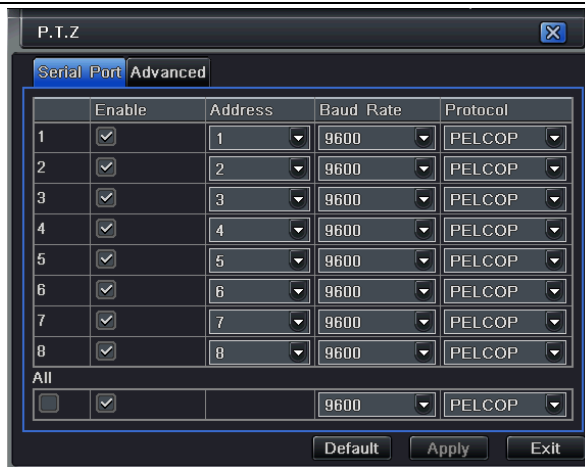 P.T.Z
Serial Port Advanced
Enable Address Baud Rate Protocol
1 1 9600 PELCOP
2 2 9600 PELCOP
3 3 9600 PELCOP
4 4 9600 PELCOP
5 5 9600 PELCOP
6 6 9600 PELCOP
7 7 9600 PELCOP
8 8 9600 PELCOP
All
9600 PELCOP
Default Apply Exit